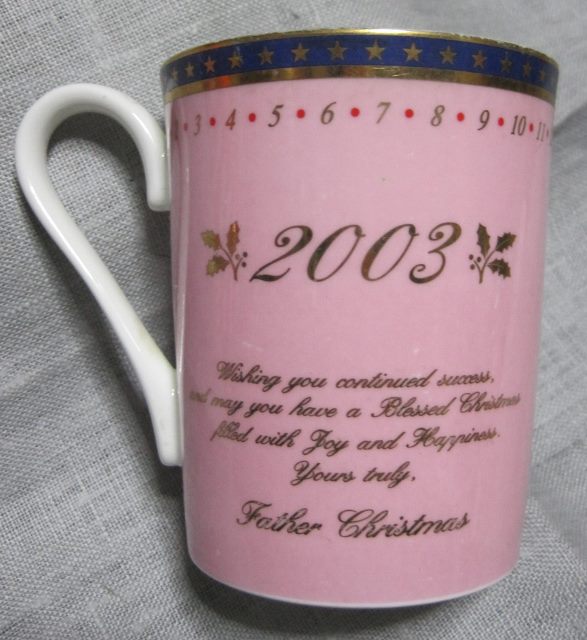 3 • 4 • 5 • 6 • 7 • 8 • 9 • 10 • 11
2003
Wishing you continued success,
and may you have a Blessed Christmas
filled with Joy and Happiness.
Yours truly,
Father Christmas